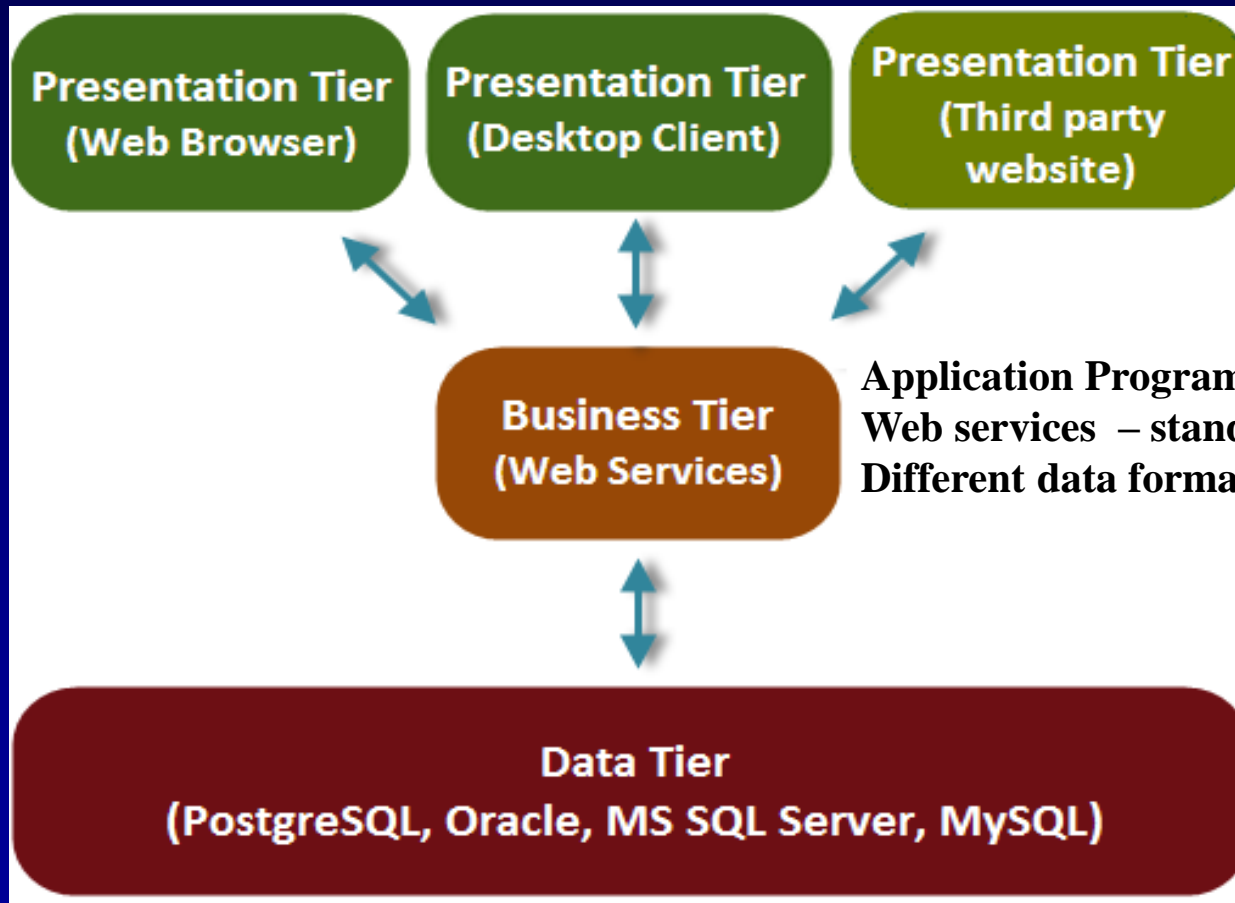 Presentation Tier
(Web Browser)
Presentation Tier
(Desktop Client)
Presentation Tier
(Third party
website)
Business Tier
(Web Services)
Application Program
Web services – stand
Different data forma
Data Tier
(PostgreSQL, Oracle, MS SQL Server, MySQL)